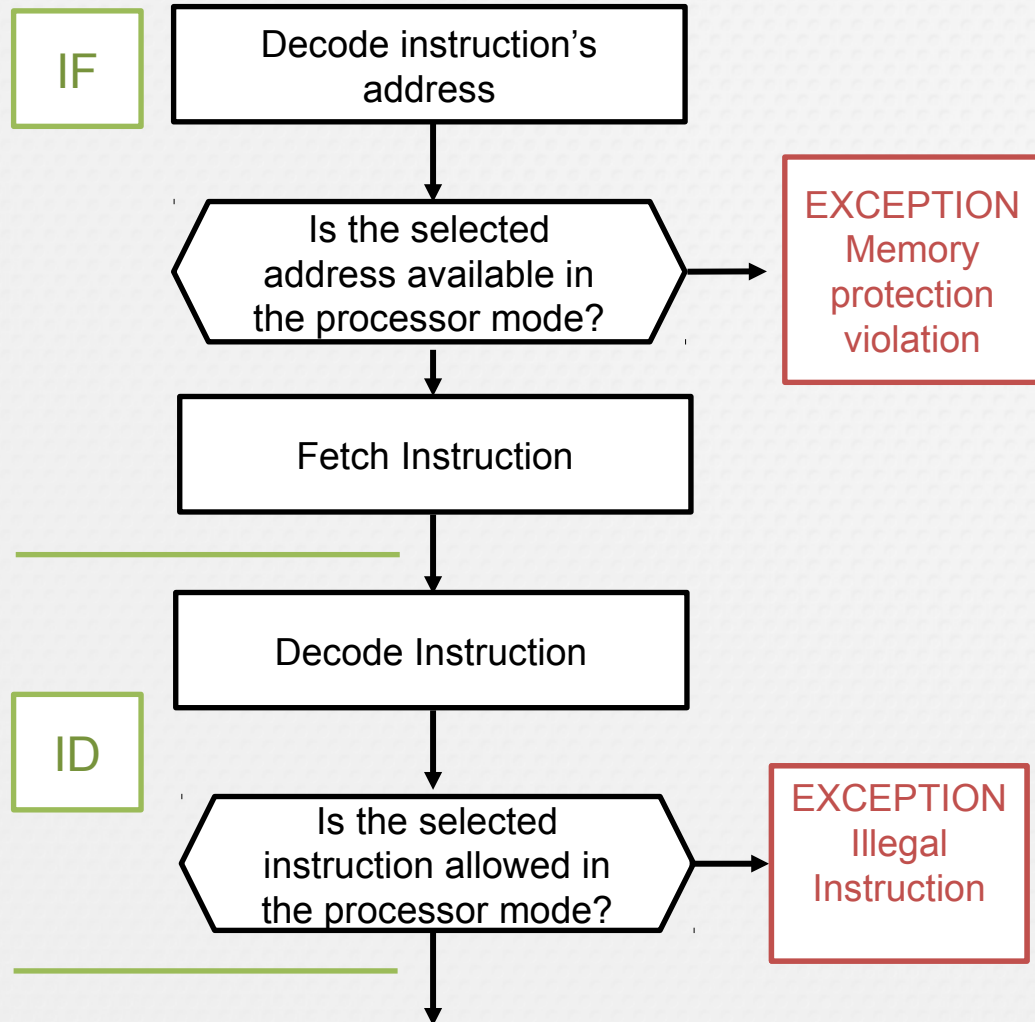 IF
Decode instruction’s
address
Is the selected
address available in
the processor mode?
EXCEPTION
Memory
protection
violation
Fetch Instruction
Decode Instruction
ID
Is the selected
instruction allowed in
the processor mode?
EXCEPTION
Illegal
Instruction